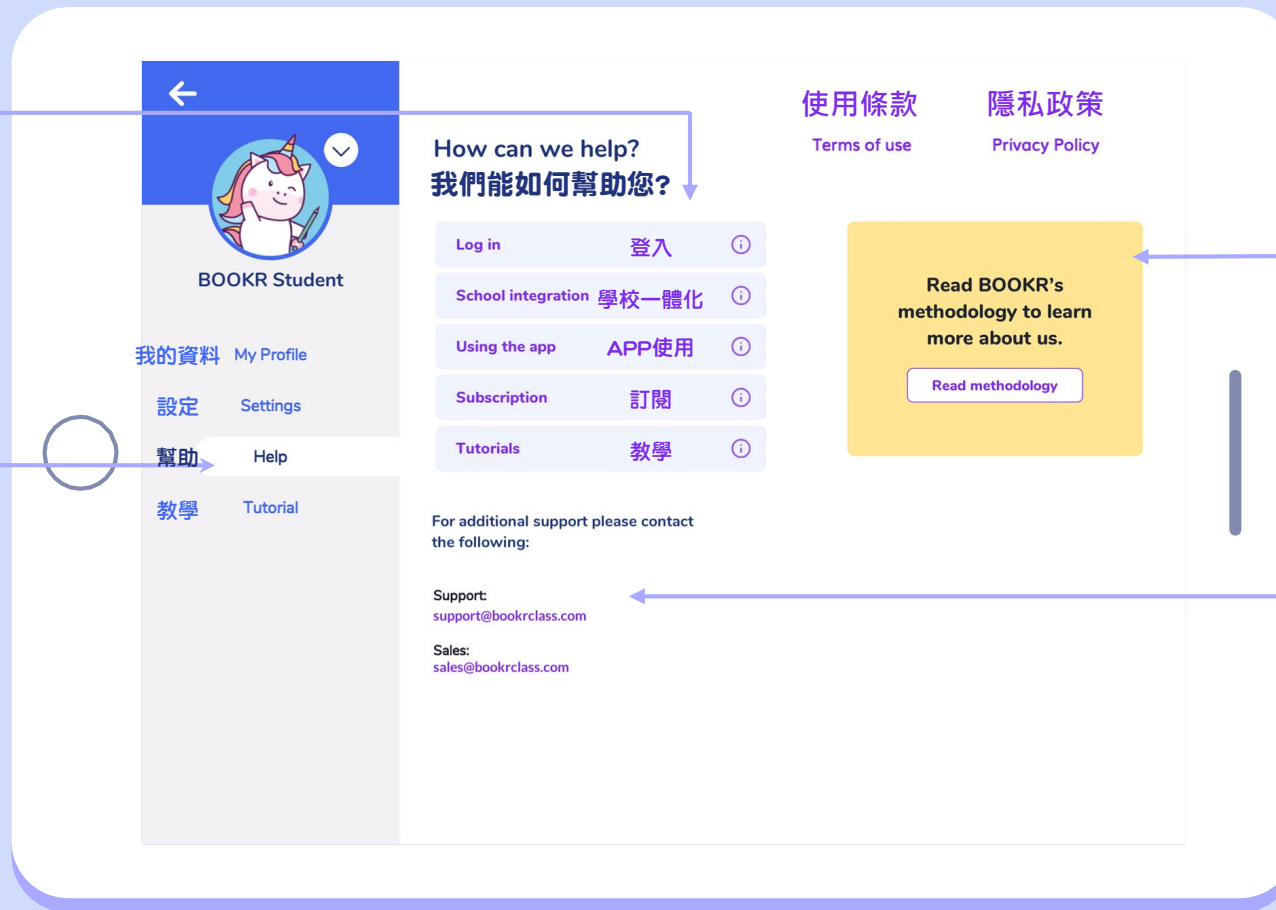 BOOKR Student
我的資料 My Profile
設定 Settings
幫助 Help
教學 Tutorial
使用條款 隱私政策
Terms of use Privacy Policy
How can we help?
我們能如何幫助您?
Log in 登入
School integration 學校一體化
Using the app APP使用
Subscription 訂閱
Tutorials 教學
Read BOOKR's
methodology to learn
more about us.
Read methodology
For additional support please contact
the following:
Support:
support@bookrclass.com
Sales:
sales@bookrclass.com